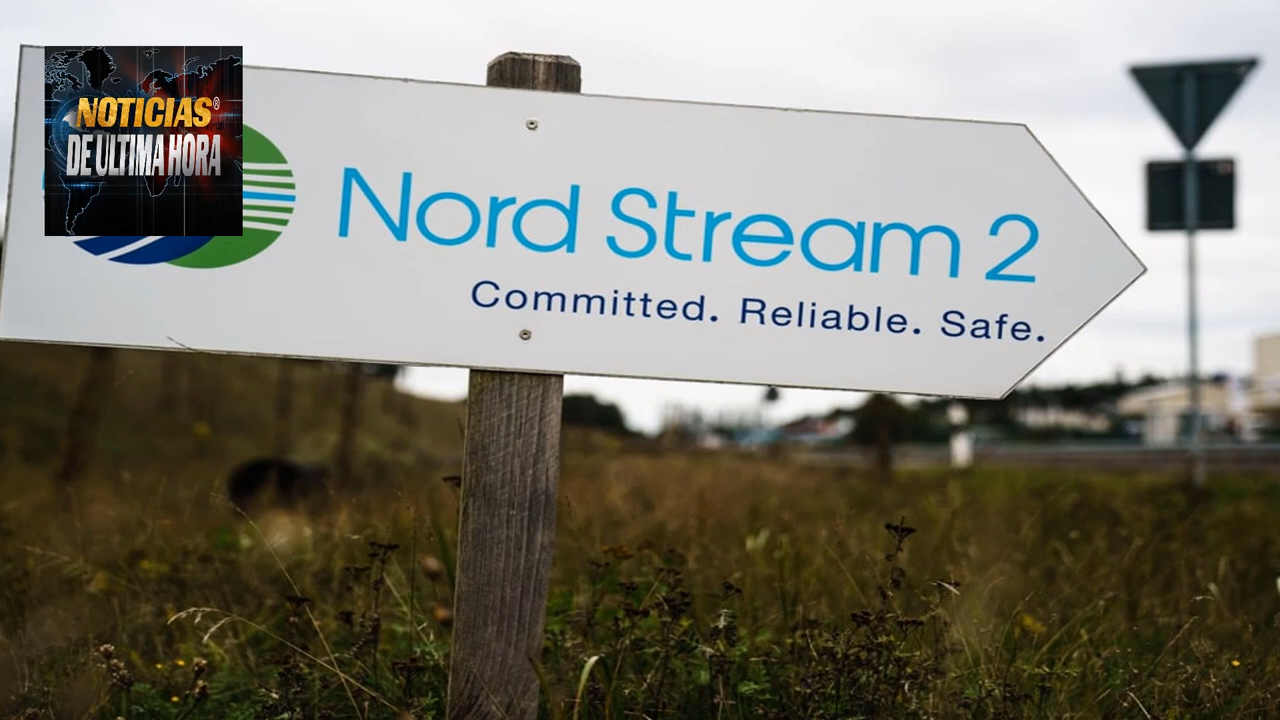 NOTICIAS®
DE ULTIMA HORA
Nord Stream 2
Committed. Reliable. Safe.